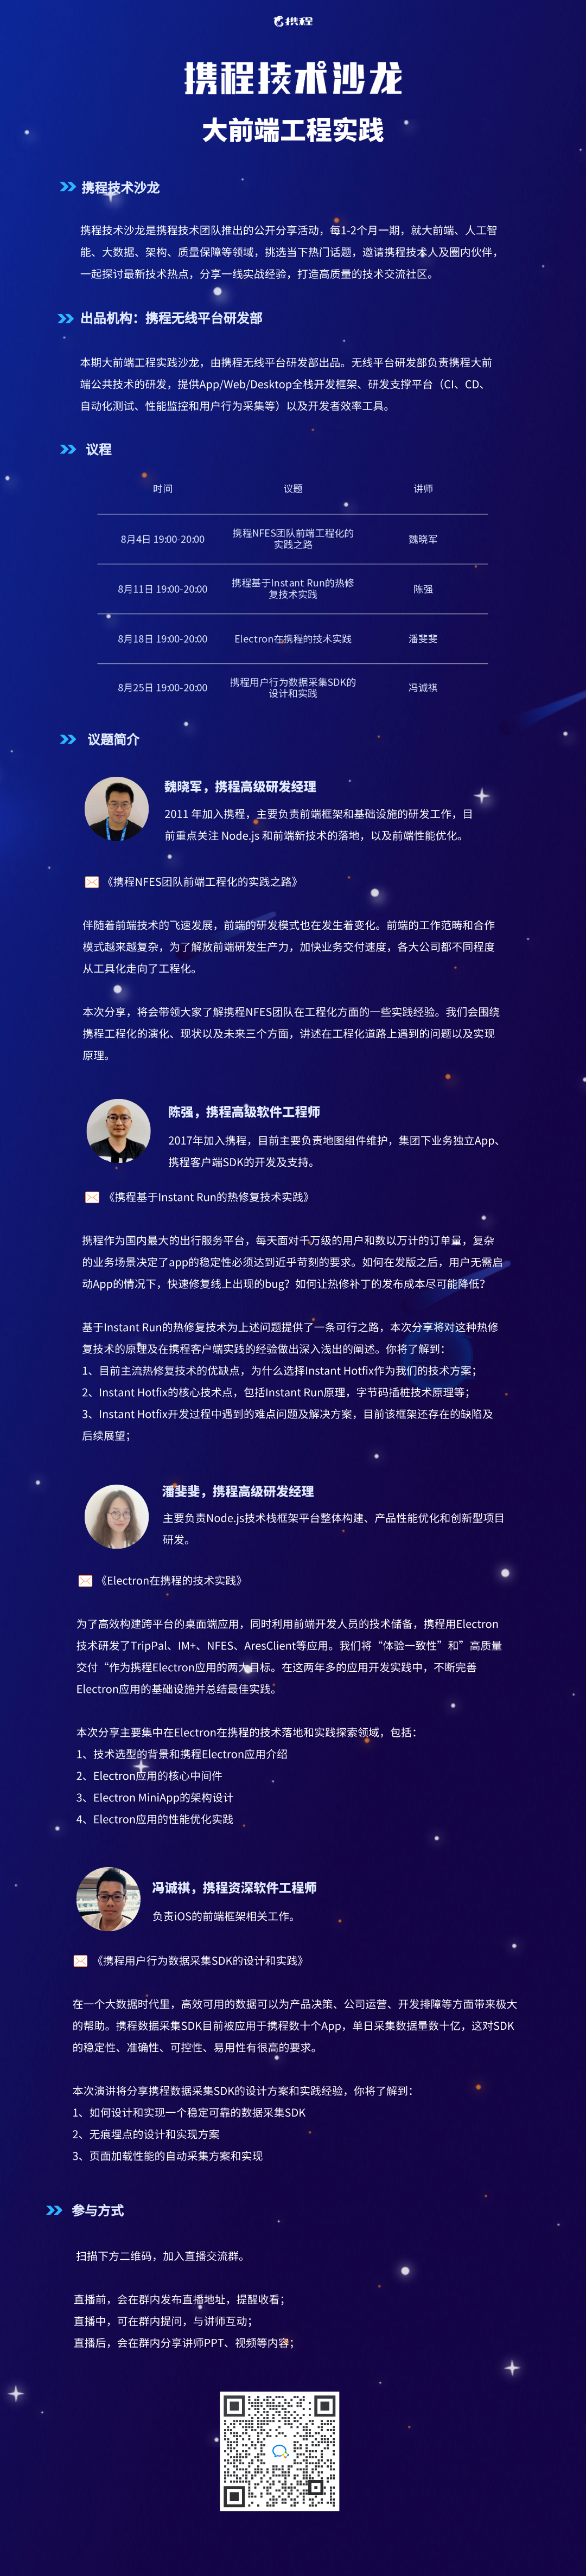 携程
携程技术沙龙
大前端工程实践
携程技术沙龙
携程技术沙龙是携程技术团队推出的公开分享活动，每1-2个月一期，就大前端、人工智
能、大数据、架构、质量保障等领域，挑选当下热门话题，邀请携程技术人及圈内伙伴，
一起探讨最新技术热点，分享一线实战经验，打造高质量的技术交流社区。
出品机构：携程无线平台研发部
本期大前端工程实践沙龙，由携程无线平台研发部出品。无线平台研发部负责携程大前
端公共技术的研发，提供App/Web/Desktop全栈开发框架、研发支撑平台（CI、CD、
自动化测试、性能监控和用户行为采集等）以及开发者效率工具。
议程
时间 议题 讲师
8月4日 19:00-20:00 携程NFES团队前端工程化的
实践之路 魏晓军
8月11日 19:00-20:00 携程基于Instant Run的热修
复技术实践 陈强
8月18日 19:00-20:00 Electron在携程的技术实践 潘斐斐
8月25日 19:00-20:00 携程用户行为数据采集SDK的
设计和实践 冯诚祺
议题简介
魏晓军，携程高级研发经理
2011 年加入携程，主要负责前端框架和基础设施的研发工作，目
前重点关注 Node.js 和前端新技术的落地，以及前端性能优化。
《携程NFES团队前端工程化的实践之路》
伴随着前端技术的飞速发展，前端的研发模式也在发生着变化。前端的工作范畴和合作
模式越来越复杂，为了解放前端研发生产力，加快业务交付速度，各大公司都不同程度
从工具化走向了工程化。
本次分享，将会带领大家了解携程NFES团队在工程化方面的一些实践经验。我们会围绕
携程工程化的演化、现状以及未来三个方面，讲述在工程化道路上遇到的问题以及实现
原理。
陈强，携程高级软件工程师
2017年加入携程，目前主要负责地图组件维护，集团下业务独立App、
携程客户端SDK的开发及支持。
《携程基于Instant Run的热修复技术实践》
携程作为国内最大的出行服务平台，每天面对千万级的用户和数以万计的订单量，复杂
的业务场景决定了app的稳定性必须达到近乎苛刻的要求。如何在发版之后，用户无需启
动App的情况下，快速修复线上出现的bug？如何让热修补丁的发布成本尽可能降低？
基于Instant Run的热修复技术为上述问题提供了一条可行之路，本次分享将对这种热修
复技术的原理及在携程客户端实践的经验做出深入浅出的阐述。你将了解到：
1、目前主流热修复技术的优缺点，为什么选择Instant Hotfix作为我们的技术方案；
2、Instant Hotfix的核心技术点，包括Instant Run原理，字节码插桩技术原理等；
3、Instant Hotfix开发过程中遇到的难点问题及解决方案，目前该框架还存在的缺陷及
后续展望；
潘斐斐，携程高级研发经理
主要负责Node.js技术栈框架平台整体构建、产品性能优化和创新型项目
研发。
《Electron在携程的技术实践》
为了高效构建跨平台的桌面端应用，同时利用前端开发人员的技术储备，携程用Electron
技术研发了TripPal、IM+、NFES、AresClient等应用。我们将“体验一致性”和”高质量
交付“作为携程Electron应用的两大目标。在这两年多的应用开发实践中，不断完善
Electron应用的基础设施并总结最佳实践。
本次分享主要集中在Electron在携程的技术落地和实践探索领域，包括：
1、技术选型的背景和携程Electron应用介绍
2、Electron应用的核心中间件
3、Electron MiniApp的架构设计
4、Electron应用的性能优化实践
冯诚祺，携程资深软件工程师
负责iOS的前端框架相关工作。
《携程用户行为数据采集SDK的设计和实践》
在一个大数据时代里，高效可用的数据可以为产品决策、公司运营、开发排障等方面带来极大
的帮助。携程数据采集SDK目前被应用于携程数十个App，单日采集数据量数十亿，这对SDK
的稳定性、准确性、可控性、易用性有很高的要求。
本次演讲将分享携程数据采集SDK的设计方案和实践经验，你将了解到：
1、如何设计和实现一个稳定可靠的数据采集SDK
2、无痕埋点的设计和实现方案
3、页面加载性能的自动采集方案和实现
参与方式
扫描下方二维码，加入直播交流群。
直播前，会在群内发布直播地址，提醒收看；
直播中，可在群内提问，与讲师互动；
直播后，会在群内分享讲师PPT、视频等内容；